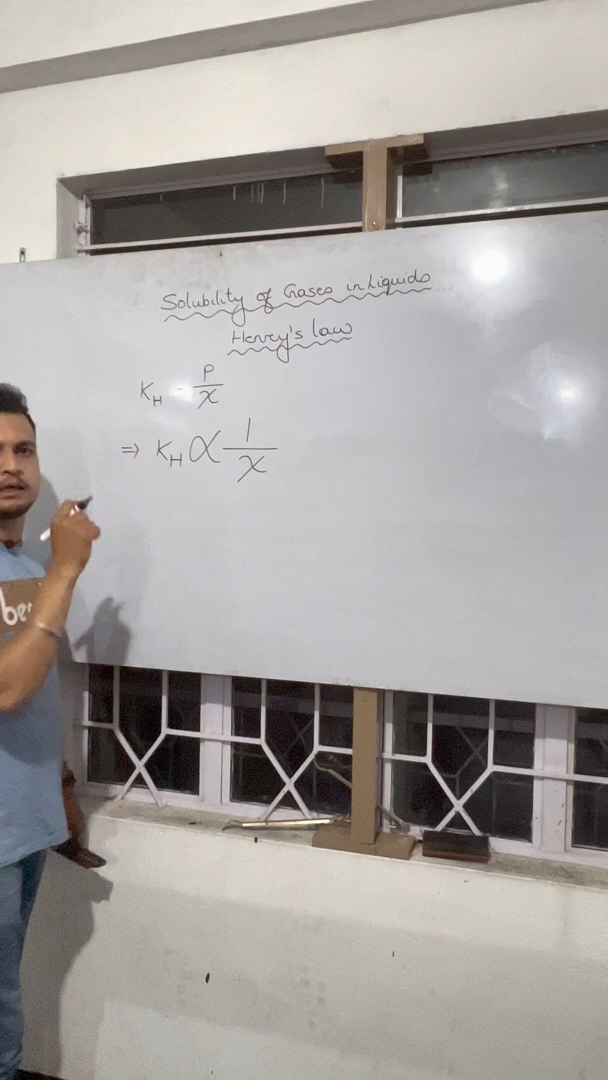 Solubility of Gases in Liquids
Henry's law
K_H = P/x
⇒ K_H ∝ 1/x